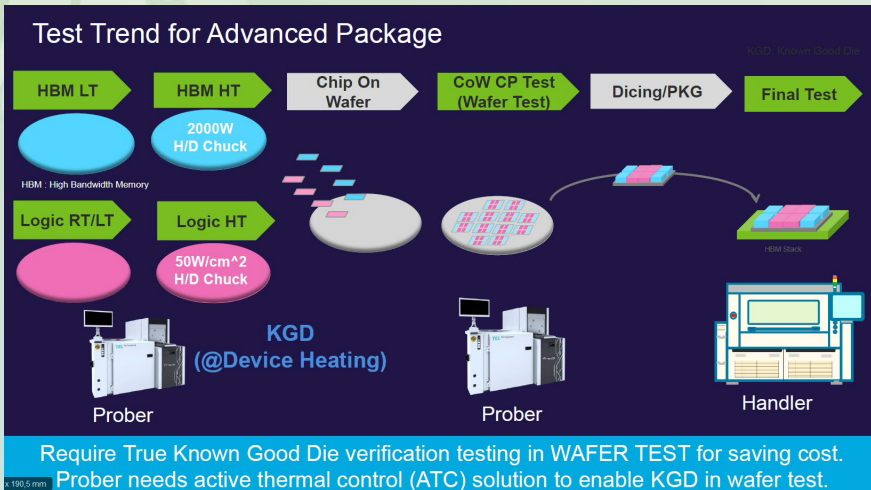 Test Trend for Advanced Package
KGD: Known Good Die
HBM LT
HBM HT
Chip On
Wafer
CoW CP Test
(Wafer Test)
Dicing/PKG
Final Test
2000W
H/D Chuck
HBM : High Bandwidth Memory
Logic RT/LT
Logic HT
50W/cm^2
H/D Chuck
HBM Stack
KGD
(@Device Heating)
Prober
Prober
Handler
Require True Known Good Die verification testing in WAFER TEST for saving cost.
Prober needs active thermal control (ATC) solution to enable KGD in wafer test.
x 190,5 mm